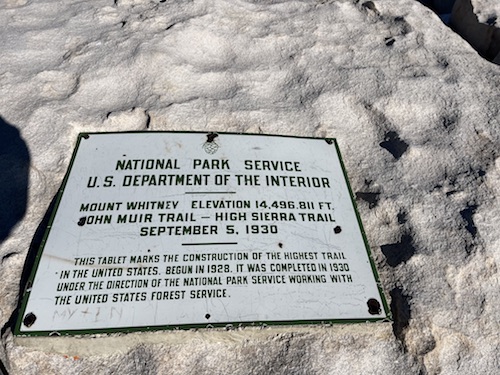 NATIONAL PARK SERVICE
U.S. DEPARTMENT OF THE INTERIOR
MOUNT WHITNEY ELEVATION 14,496.811 FT.
JOHN MUIR TRAIL — HIGH SIERRA TRAIL
SEPTEMBER 5, 1930
THIS TABLET MARKS THE CONSTRUCTION OF THE HIGHEST TRAIL
IN THE UNITED STATES. BEGUN IN 1928. IT WAS COMPLETED IN 1930
UNDER THE DIRECTION OF THE NATIONAL PARK SERVICE WORKING WITH
THE UNITED STATES FOREST SERVICE.